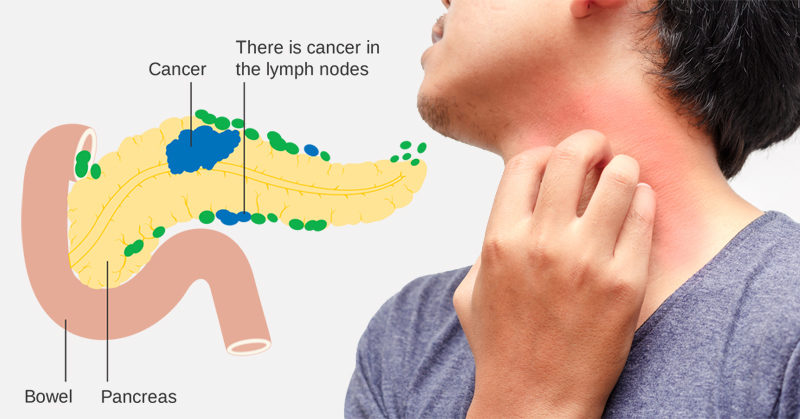 There is cancer in
Cancer
the lymph nodes
Bowel
Pancreas